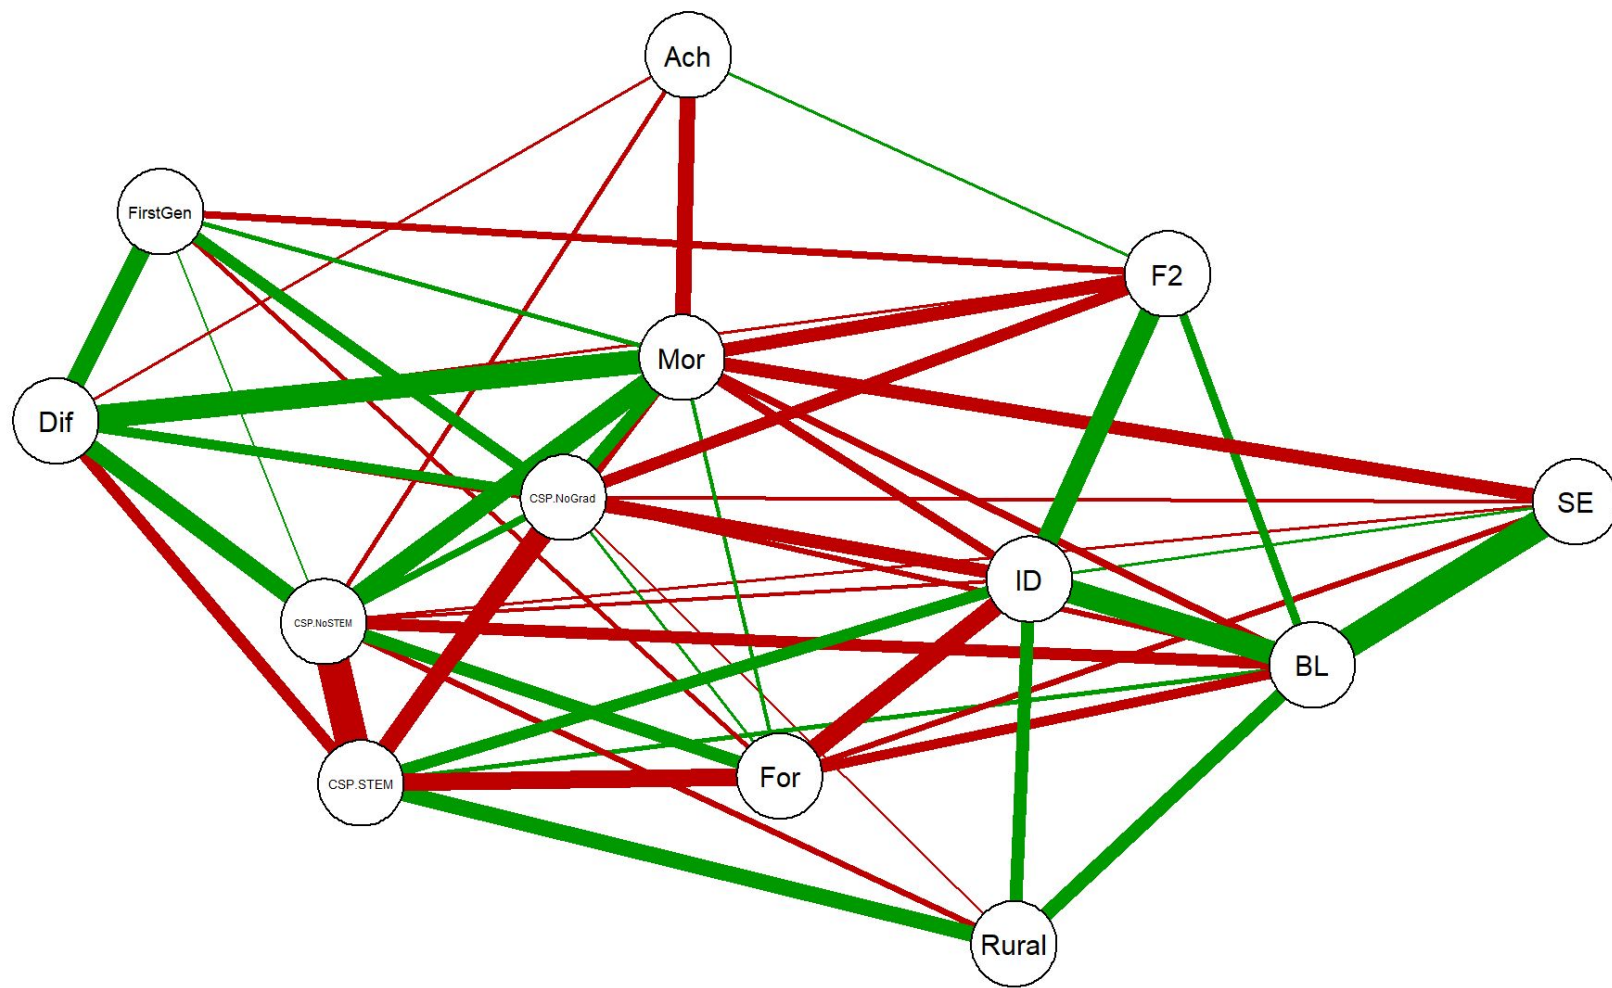 Ach
FirstGen
F2
Mor
Dif
CSP.NoGrad
SE
ID
CSP.NoSTEM
BL
For
CSP.STEM
Rural